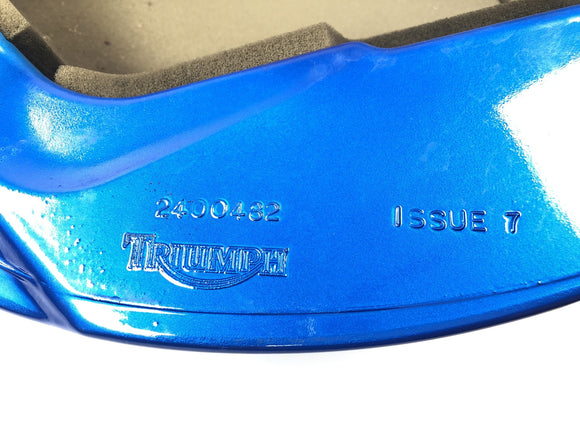 2400432
ISSUE 7
TRIUMPH